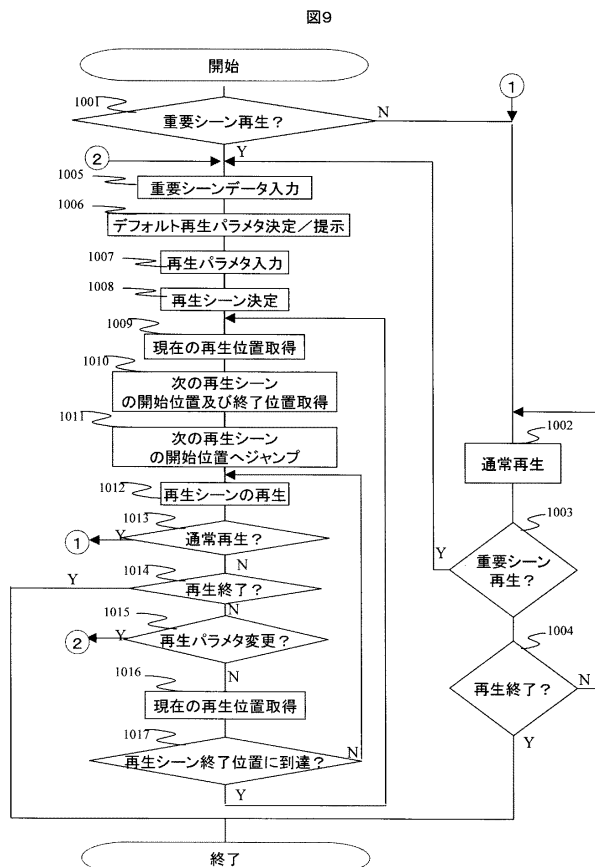 図9
開始
①
1001
重要シーン再生?
N
Y
②
1005
重要シーンデータ入力
1006
デフォルト再生パラメタ決定/提示
1007
再生パラメタ入力
1008
再生シーン決定
1009
現在の再生位置取得
1010
次の再生シーン
の開始位置及び終了位置取得
1011
次の再生シーン
の開始位置へジャンプ
1012
再生シーンの再生
1013
通常再生?
Y
①
N
1014
再生終了?
Y
N
1015
再生パラメタ変更?
Y
②
N
1016
現在の再生位置取得
1017
再生シーン終了位置に到達?
N
Y
1002
通常再生
1003
重要シーン
再生?
Y
1004
再生終了?
N
Y
終了